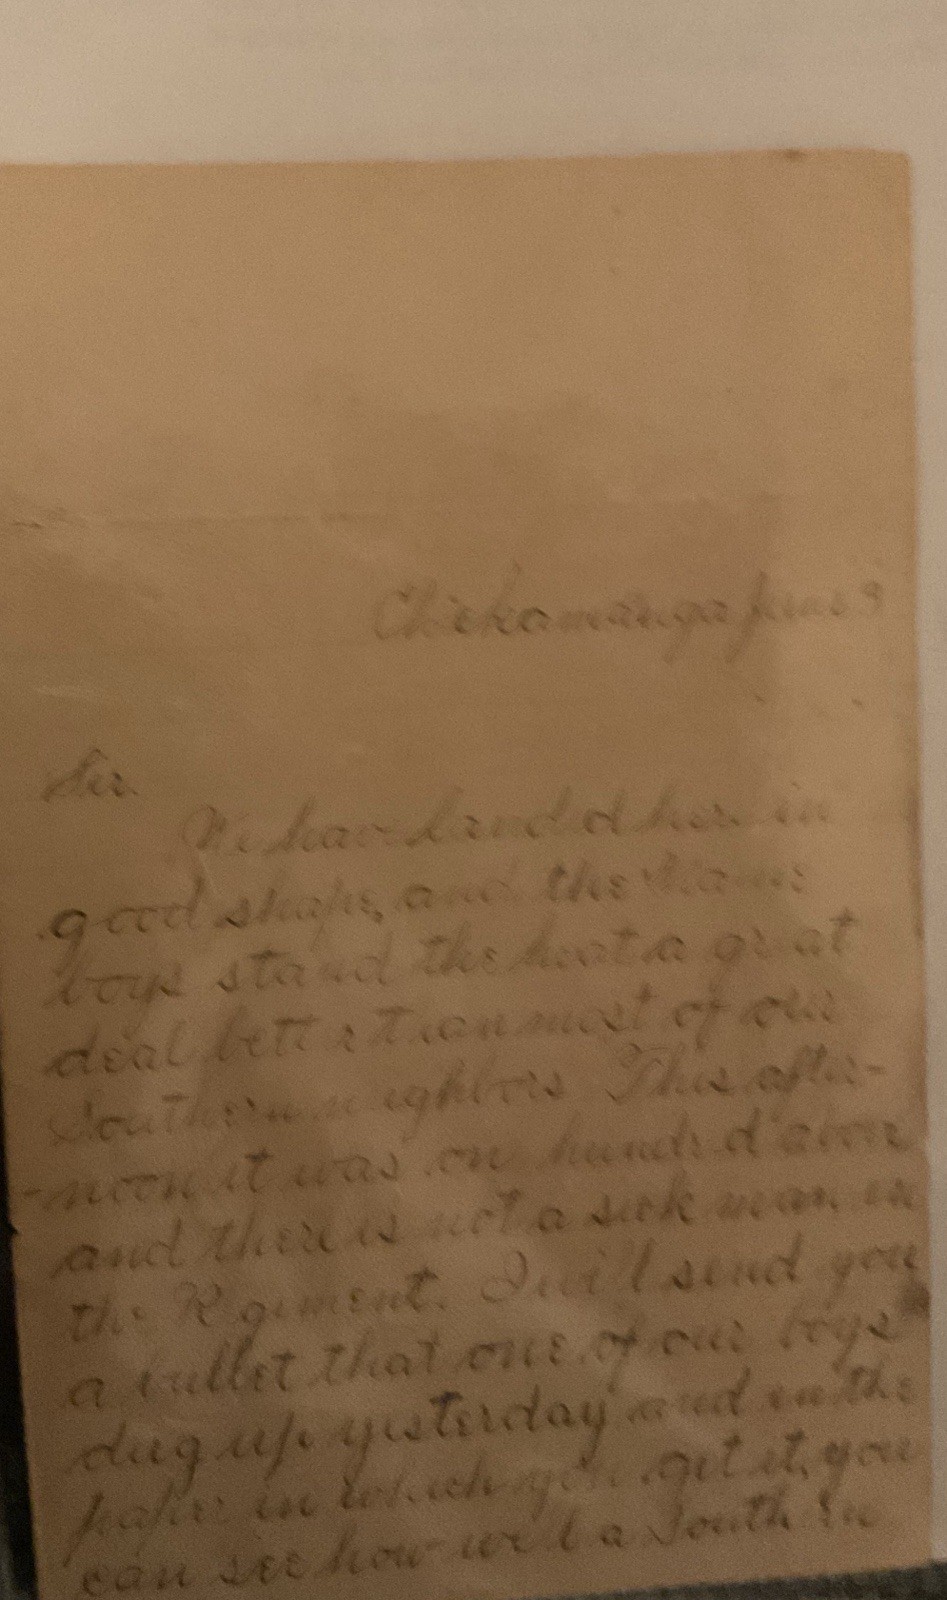 Chickamauga June 9
Sir.
We have landed here in
good shape, and the Maine
boys stand the heat a great
deal better than most of our
Southern neighbors This after-
-noon it was one hundred above
and there is not a sick man in
the Regiment. I will send you
a bullet that one of our boys
dug up yesterday and in the
paper in which you get it, you
can see how well a Southern